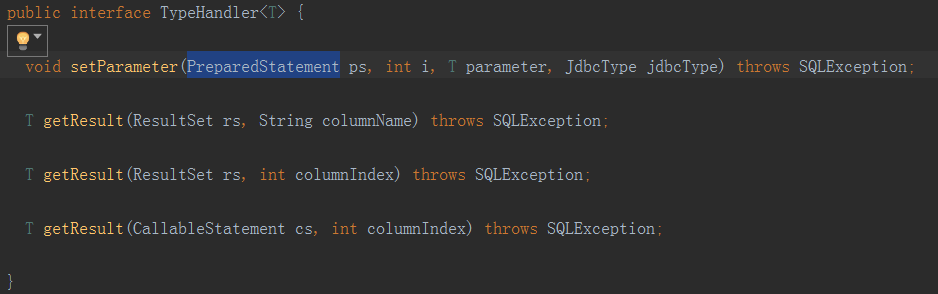 public interface TypeHandler<T> {
void setParameter(PreparedStatement ps, int i, T parameter, JdbcType jdbcType) throws SQLException;
T getResult(ResultSet rs, String columnName) throws SQLException;
T getResult(ResultSet rs, int columnIndex) throws SQLException;
T getResult(CallableStatement cs, int columnIndex) throws SQLException;
}